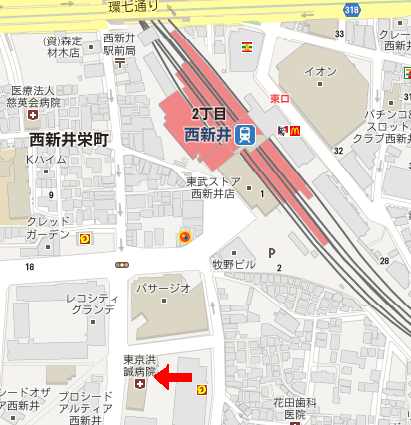 環七通り
318
(資)森定
材木店
西新井
駅前局
イオン
クレー
スポー
医療法人
慈英会病院
2丁目
西新井
東口
パチンコ&
スロット
クラブ西新井
33
32
西新井栄町
Kハイム
9
東武ストア
西新井店
1
クレッド
ガーデン
18
牧野ビル
P
2
28
レコシティ
グランデ
パサージオ
東京洪
誠病院
シードオザ
ア西新井
プロシード
アルティア
西新井
花田歯科
医院